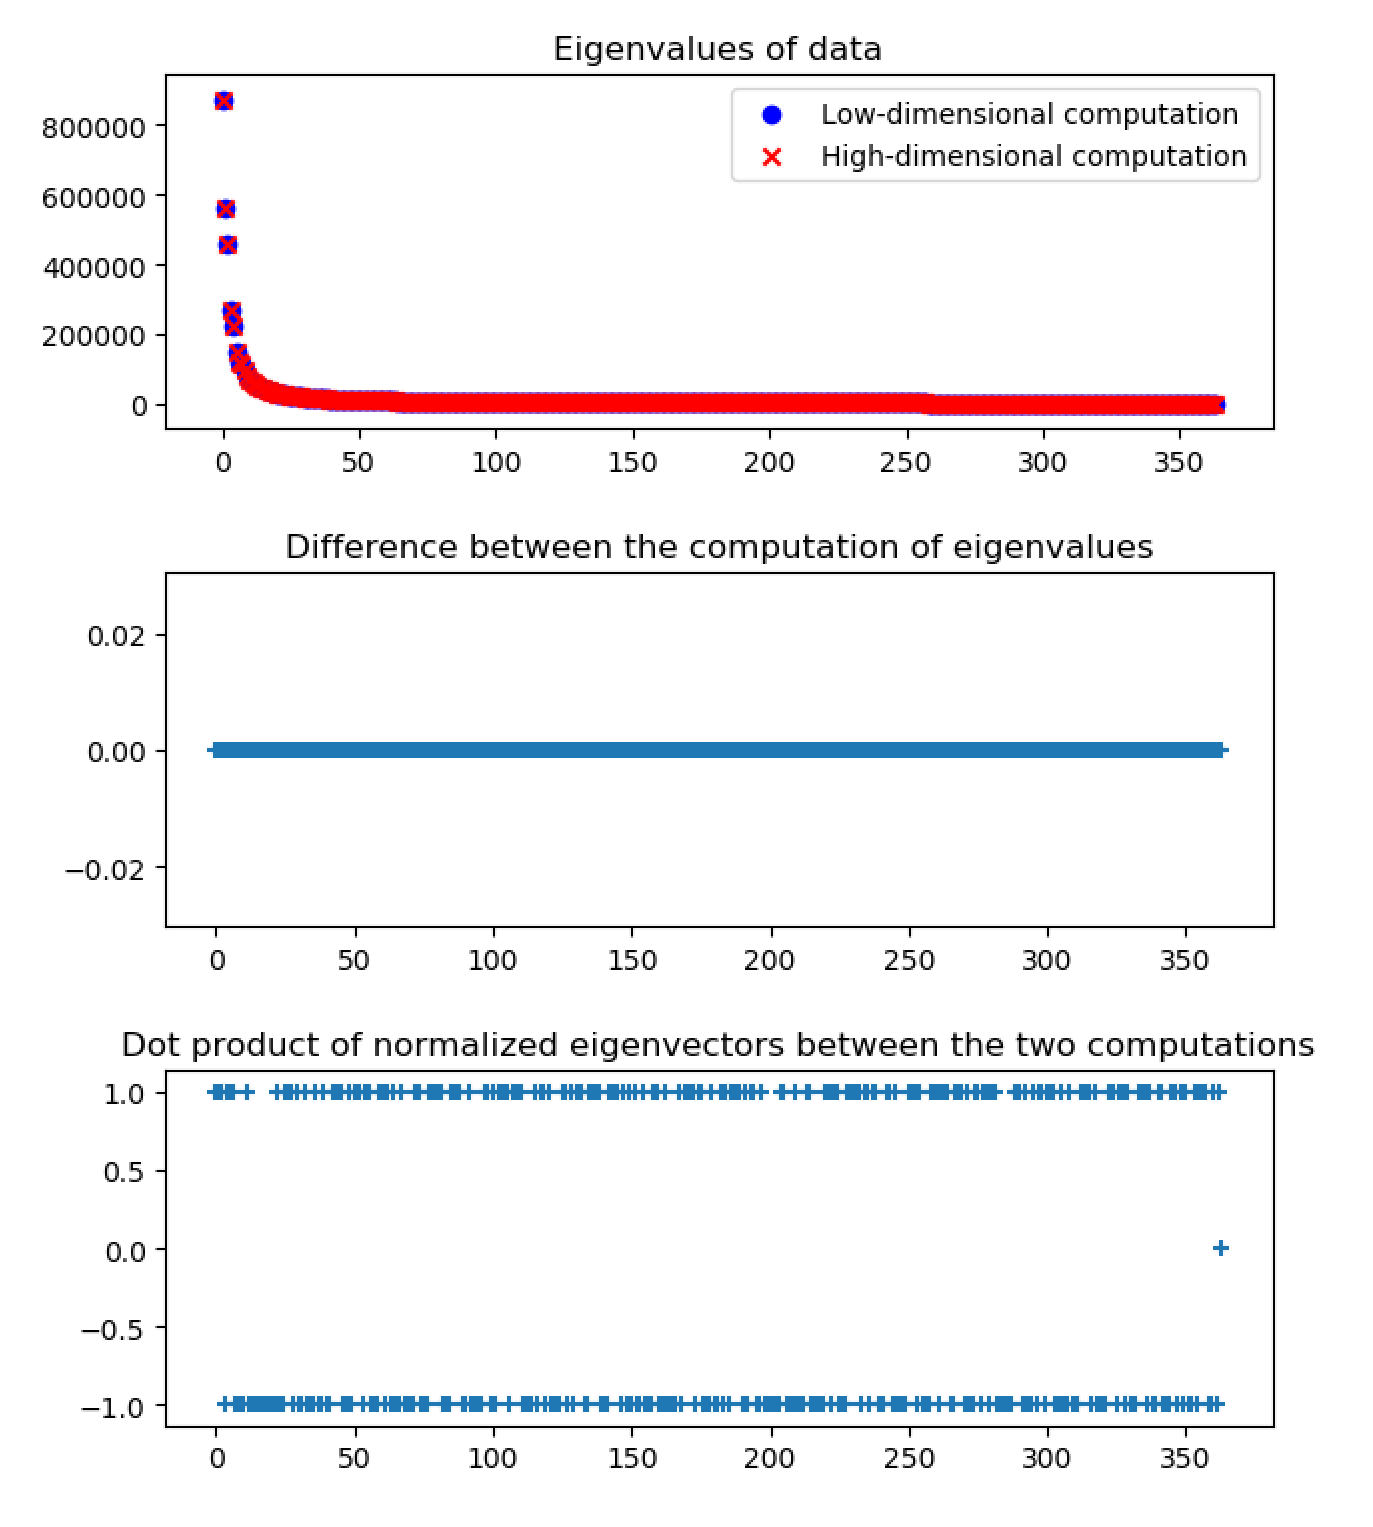 Eigenvalues of data
Low-dimensional computation
High-dimensional computation
800000
600000
400000
200000
0
0 50 100 150 200 250 300 350
Difference between the computation of eigenvalues
0.02
0.00
−0.02
0 50 100 150 200 250 300 350
Dot product of normalized eigenvectors between the two computations
1.0
0.5
0.0
−0.5
−1.0
0 50 100 150 200 250 300 350